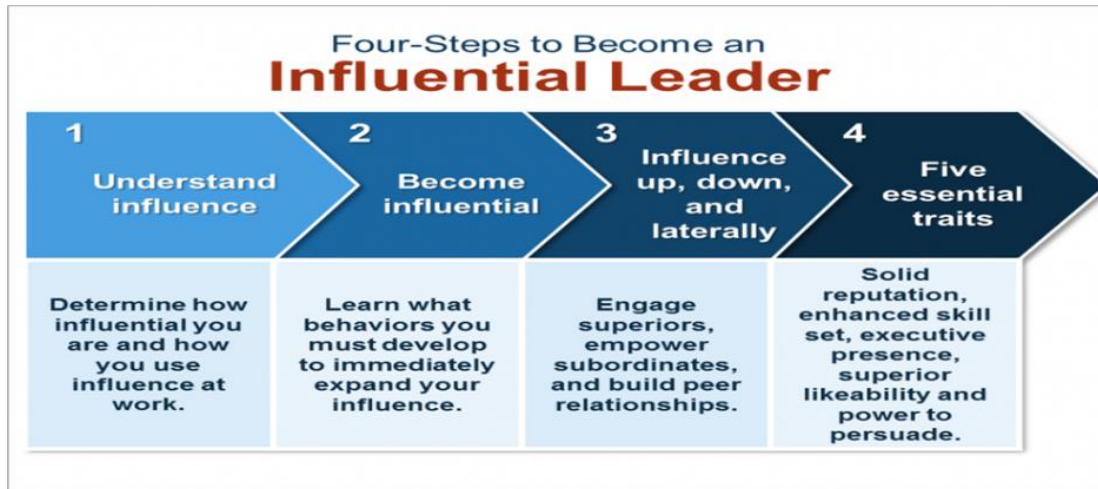 Four-Steps to Become an
Influential Leader
1
Understand
influence
2
Become
influential
3
Influence
up, down,
and
laterally
4
Five
essential
traits
Determine how
influential you
are and how
you use
influence at
work.
Learn what
behaviors you
must develop
to immediately
expand your
influence.
Engage
superiors,
empower
subordinates,
and build peer
relationships.
Solid
reputation,
enhanced skill
set, executive
presence,
superior
likeability and
power to
persuade.